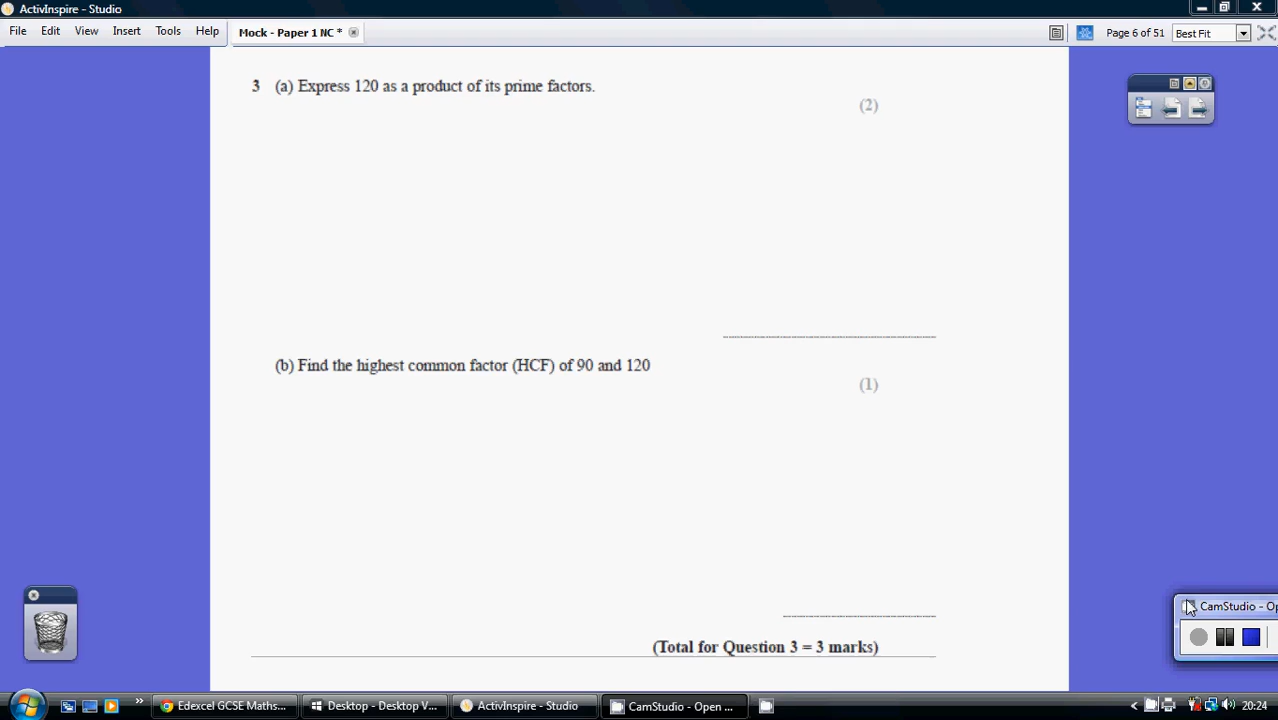 ActivInspire - Studio
File Edit View Insert Tools Help
Mock - Paper 1 NC *
Page 6 of 51
Best Fit
3 (a) Express 120 as a product of its prime factors.
(2)
(b) Find the highest common factor (HCF) of 90 and 120
(1)
(Total for Question 3 = 3 marks)
CamStudio - Op
Edexcel GCSE Maths...
Desktop - Desktop V...
ActivInspire - Studio
CamStudio - Open ...
20:24